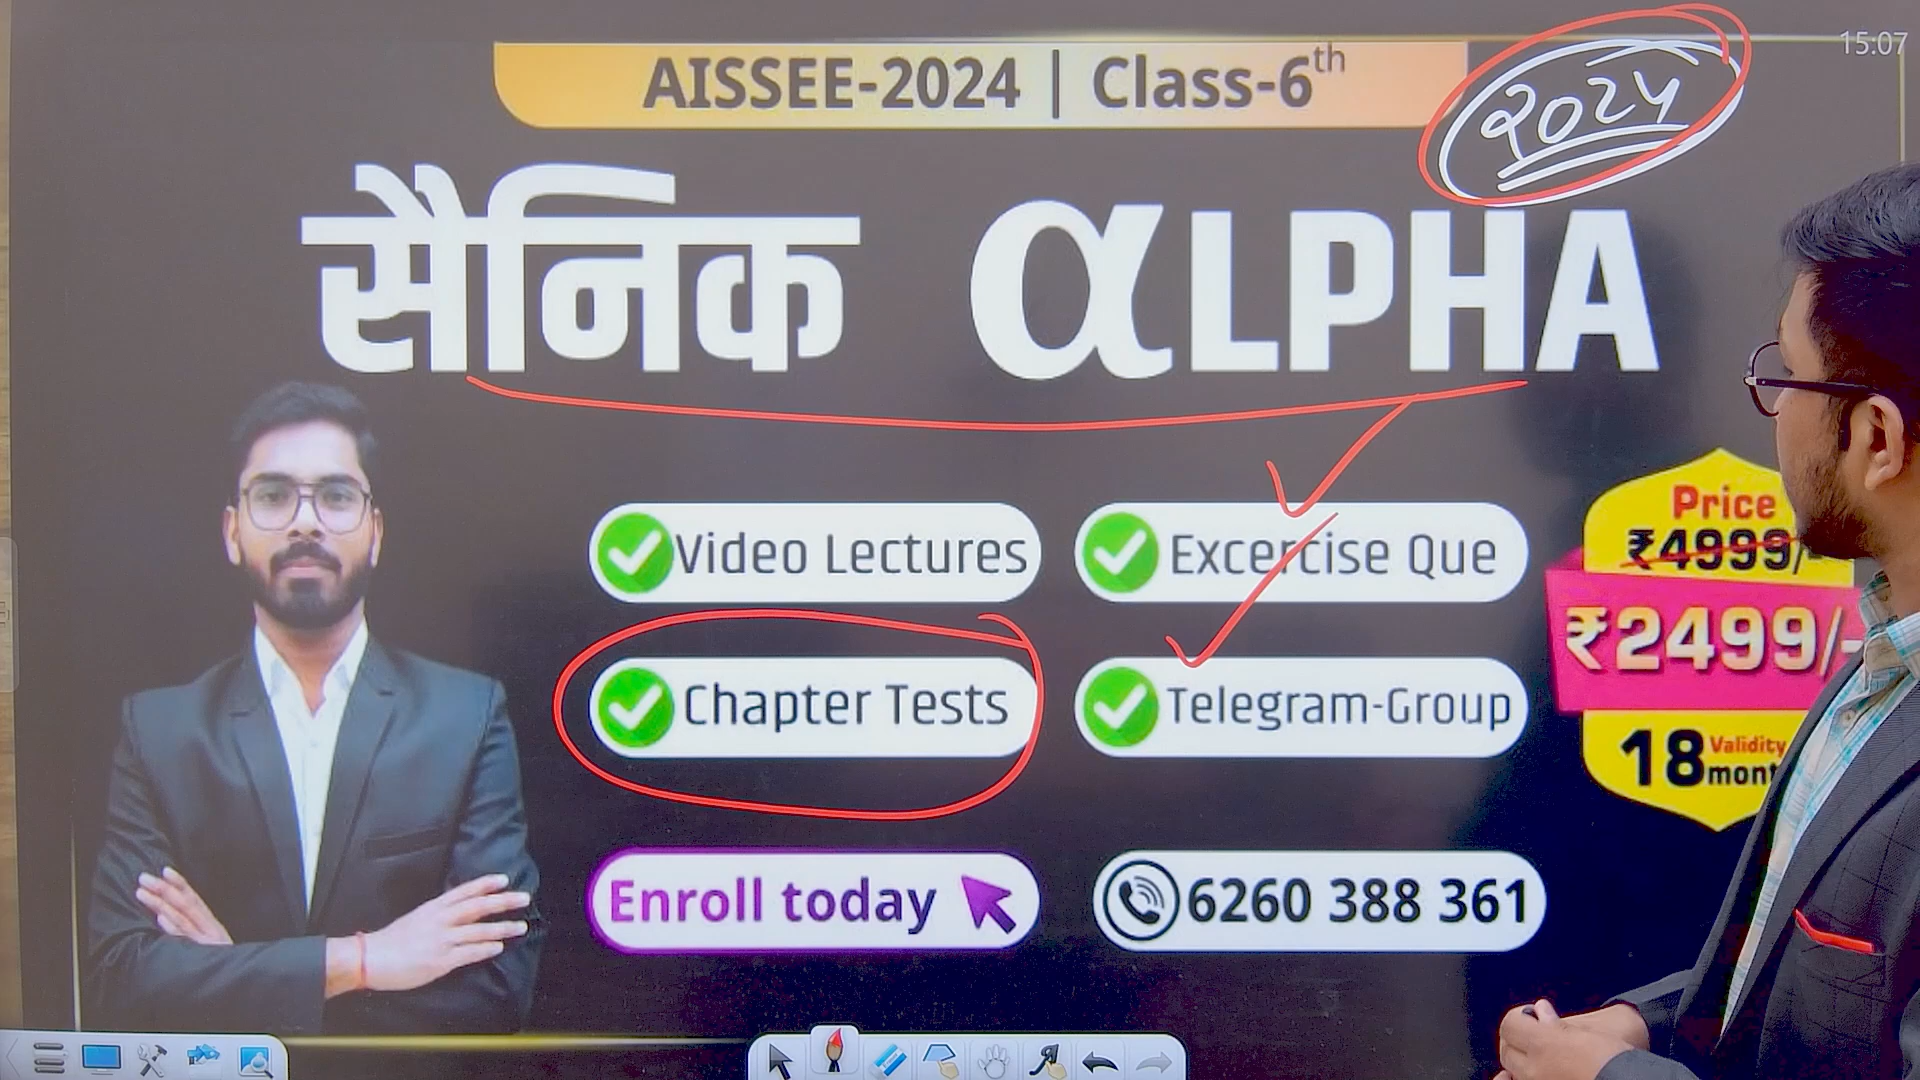 15:07
AISSEE-2024 | Class-6th
2024
सैनिक αLPHA
Video Lectures
Excercise Que
Chapter Tests
Telegram-Group
Price
₹4999/-
₹2499/-
18 Validity
Enroll today
6260 388 361